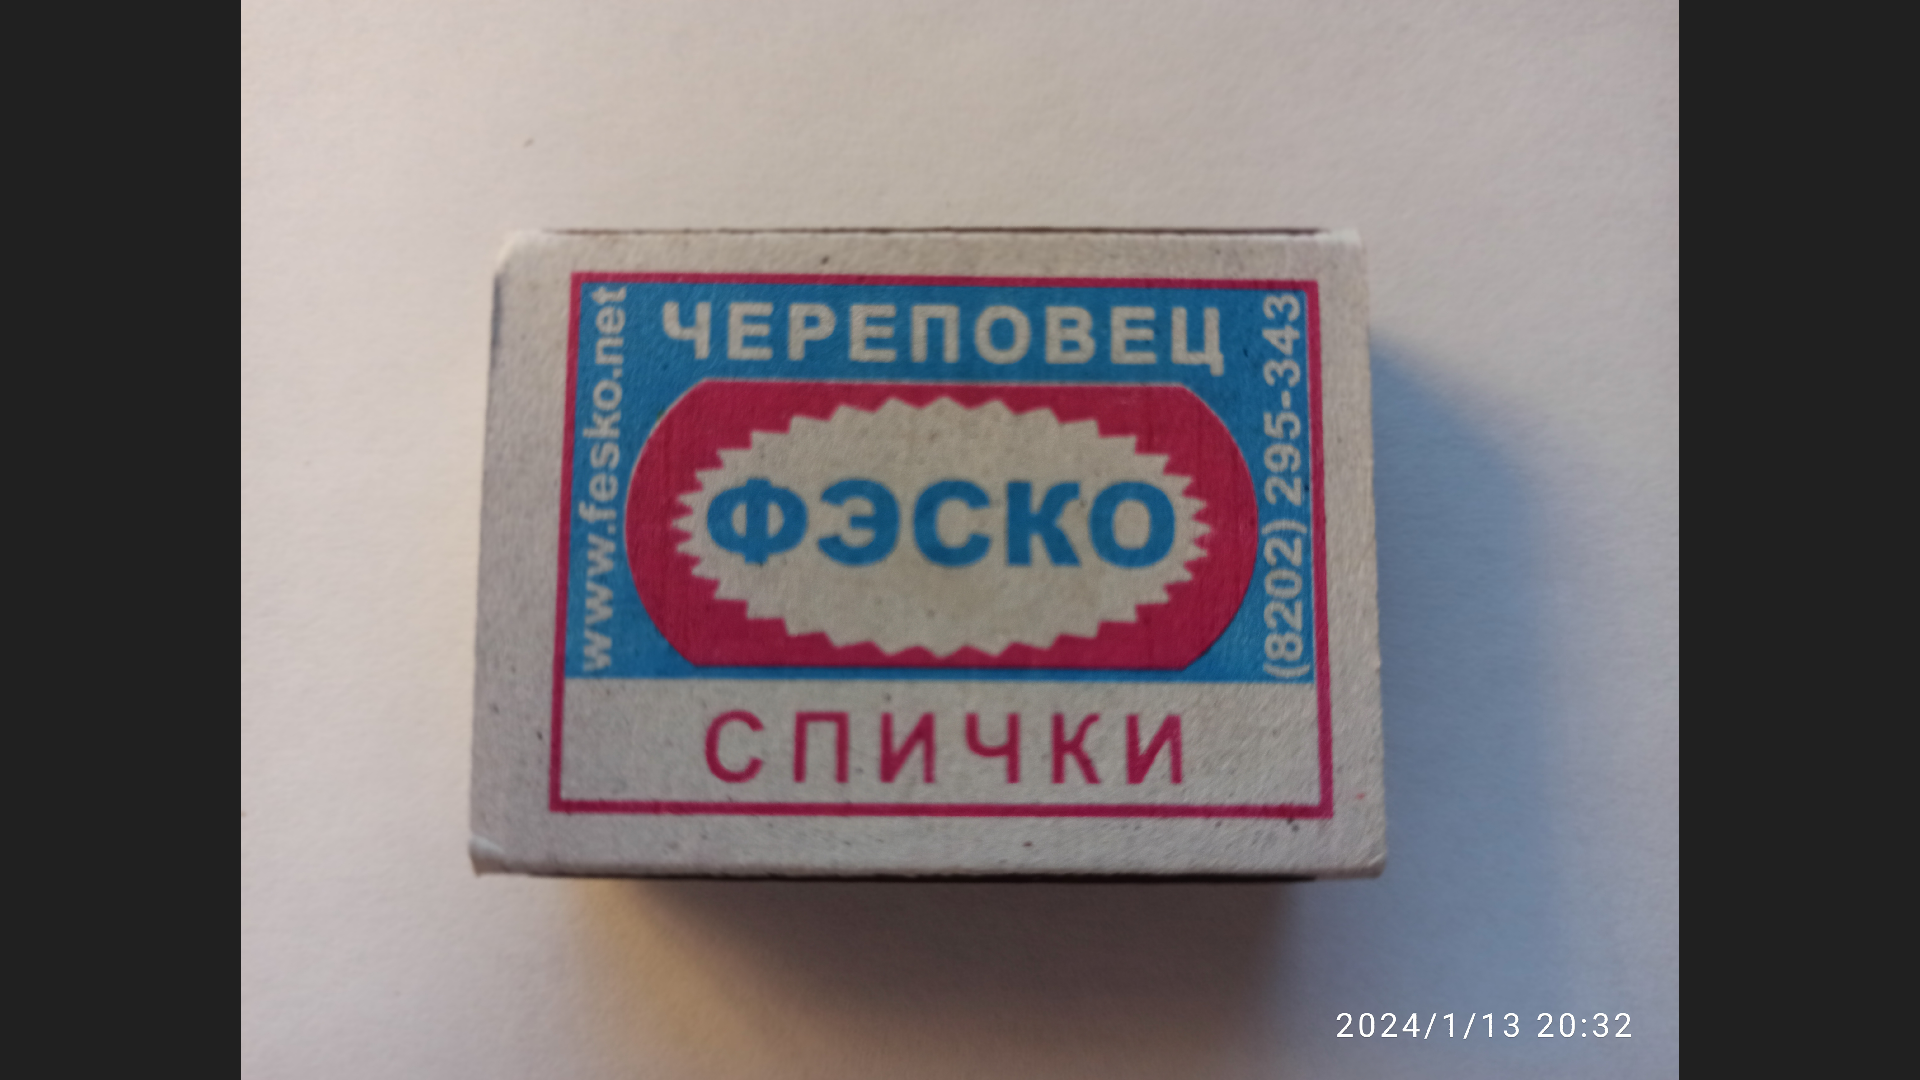 ЧЕРЕПОВЕЦ
www.fesko.net
ФЭСКО
(8202) 295-343
СПИЧКИ
2024/1/13 20:32